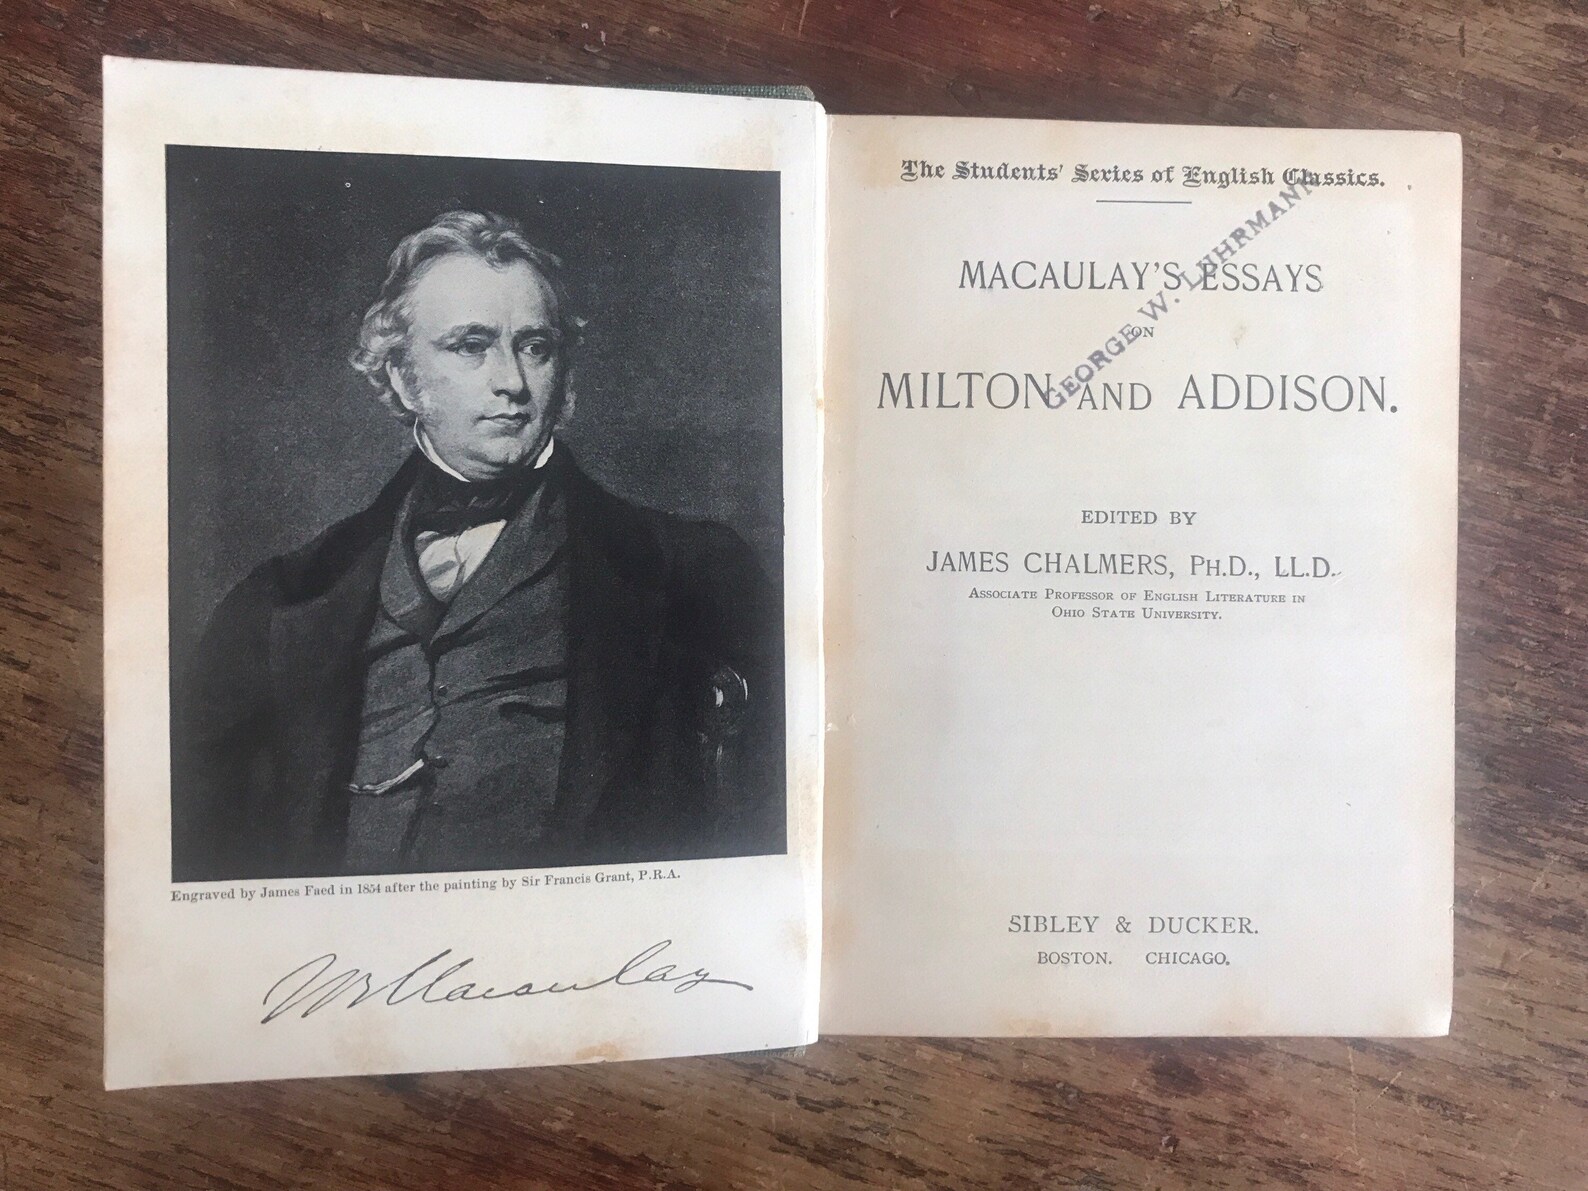 Engraved by James Faed in 1854 after the painting by Sir Francis Grant, P.R.A.
Macaulay
The Students' Series of English Classics.
MACAULAY'S ESSAYS
ON
MILTON AND ADDISON.
GEORGE W. LUHRMANN
EDITED BY
JAMES CHALMERS, PH.D., LL.D.
ASSOCIATE PROFESSOR OF ENGLISH LITERATURE IN
OHIO STATE UNIVERSITY.
SIBLEY & DUCKER.
BOSTON. CHICAGO.